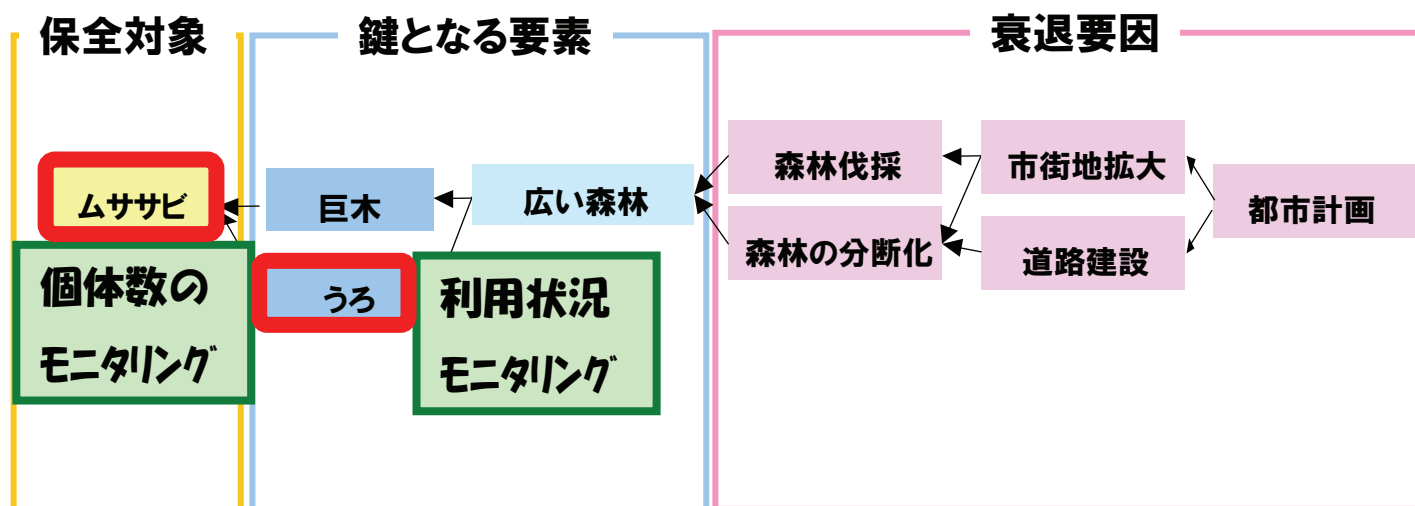 保全対象
鍵となる要素
衰退要因
ムササビ
巨木
広い森林
森林伐採
市街地拡大
都市計画
森林の分断化
道路建設
個体数の
モニタリング
うろ
利用状況
モニタリング